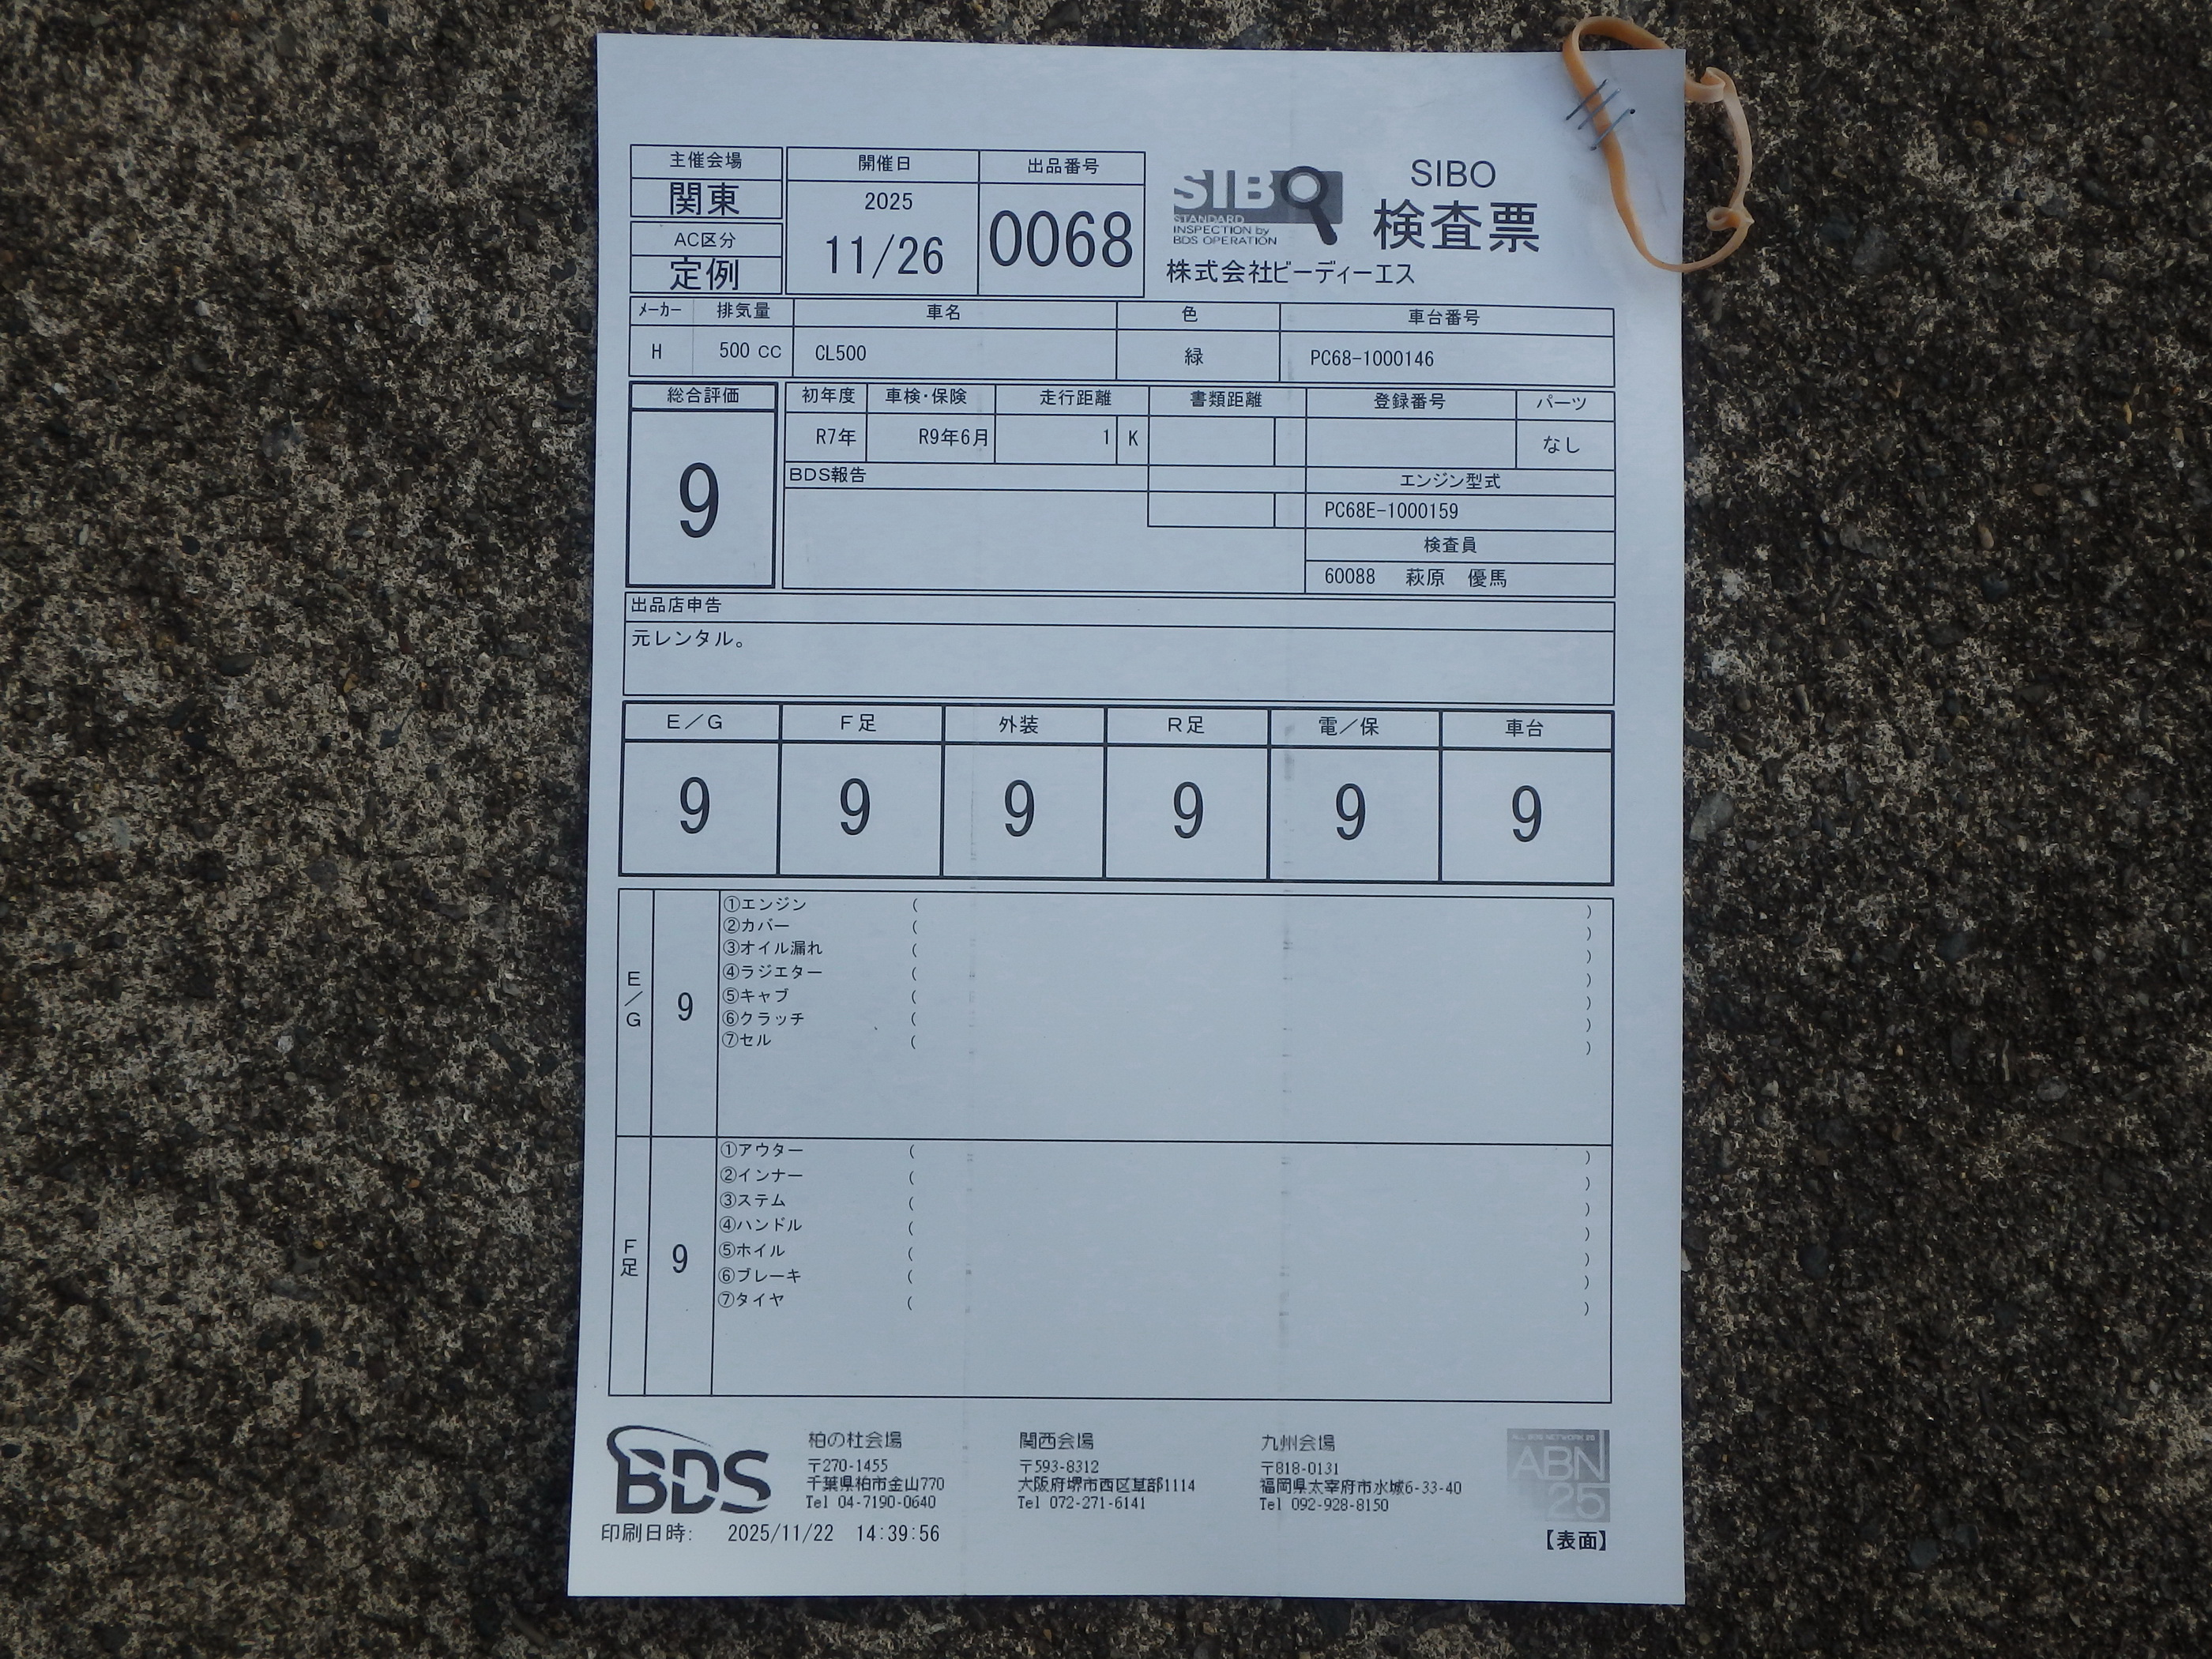 主催会場
関東
AC区分
定例
開催日
2025
11/26
出品番号
0068
SIBO
STANDARD
INSPECTION by
BDS OPERATION
SIBO
検査票
株式会社ビーディーエス
ﾒｰｶｰ 排気量 車名 色 車台番号
H 500 CC CL500 緑 PC68-1000146
総合評価
9
初年度 車検・保険 走行距離 書類距離 登録番号 パーツ
R7年 R9年6月 1 K なし
BDS報告
エンジン型式
PC68E-1000159
検査員
60088 萩原 優馬
出品店申告
元レンタル。
E/G F足 外装 R足 電/保 車台
9 9 9 9 9 9
E/G
9
①エンジン ( )
②カバー ( )
③オイル漏れ ( )
④ラジエター ( )
⑤キャブ ( )
⑥クラッチ ( )
⑦セル ( )
F足
9
①アウター ( )
②インナー ( )
③ステム ( )
④ハンドル ( )
⑤ホイル ( )
⑥ブレーキ ( )
⑦タイヤ ( )
BDS
柏の杜会場
〒270-1455
千葉県柏市金山770
Tel 04-7190-0640
関西会場
〒593-8312
大阪府堺市西区草部1114
Tel 072-271-6141
九州会場
〒818-0131
福岡県太宰府市水城6-33-40
Tel 092-928-8150
ALL BDS NETWORK 25
ABN
25
印刷日時: 2025/11/22 14:39:56
【表面】